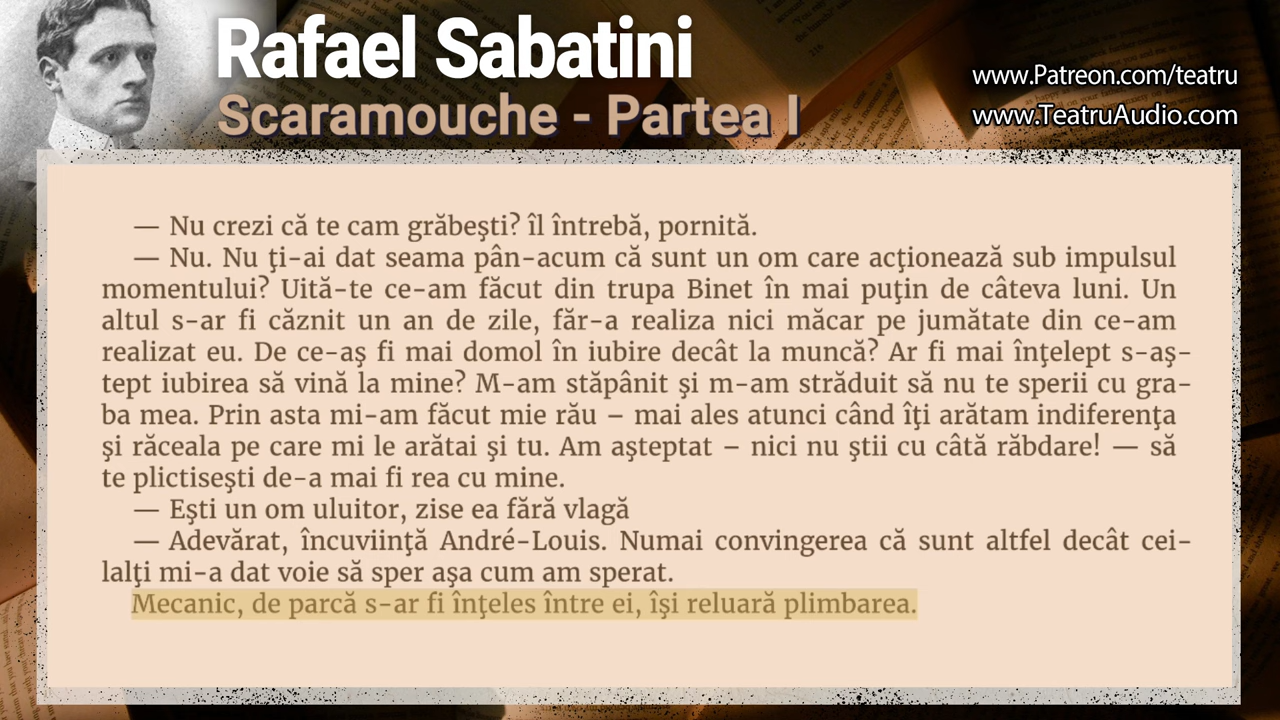 Rafael Sabatini
Scaramouche - Partea I
www.Patreon.com/teatru
www.TeatruAudio.com
— Nu crezi că te cam grăbeşti? îl întrebă, pornită.
— Nu. Nu ţi-ai dat seama pân-acum că sunt un om care acţionează sub impulsul
momentului? Uită-te ce-am făcut din trupa Binet în mai puţin de câteva luni. Un
altul s-ar fi căznit un an de zile, făr-a realiza nici măcar pe jumătate din ce-am
realizat eu. De ce-aş fi mai domol în iubire decât la muncă? Ar fi mai înţelept s-aş-
tept iubirea să vină la mine? M-am stăpânit şi m-am străduit să nu te sperii cu gra-
ba mea. Prin asta mi-am făcut mie rău – mai ales atunci când îţi arătam indiferenţa
şi răceala pe care mi le arătai şi tu. Am aşteptat – nici nu ştii cu câtă răbdare! — să
te plictiseşti de-a mai fi rea cu mine.
— Eşti un om uluitor, zise ea fără vlagă
— Adevărat, încuviinţă André-Louis. Numai convingerea că sunt altfel decât cei-
lalţi mi-a dat voie să sper aşa cum am sperat.
Mecanic, de parcă s-ar fi înţeles între ei, îşi reluară plimbarea.